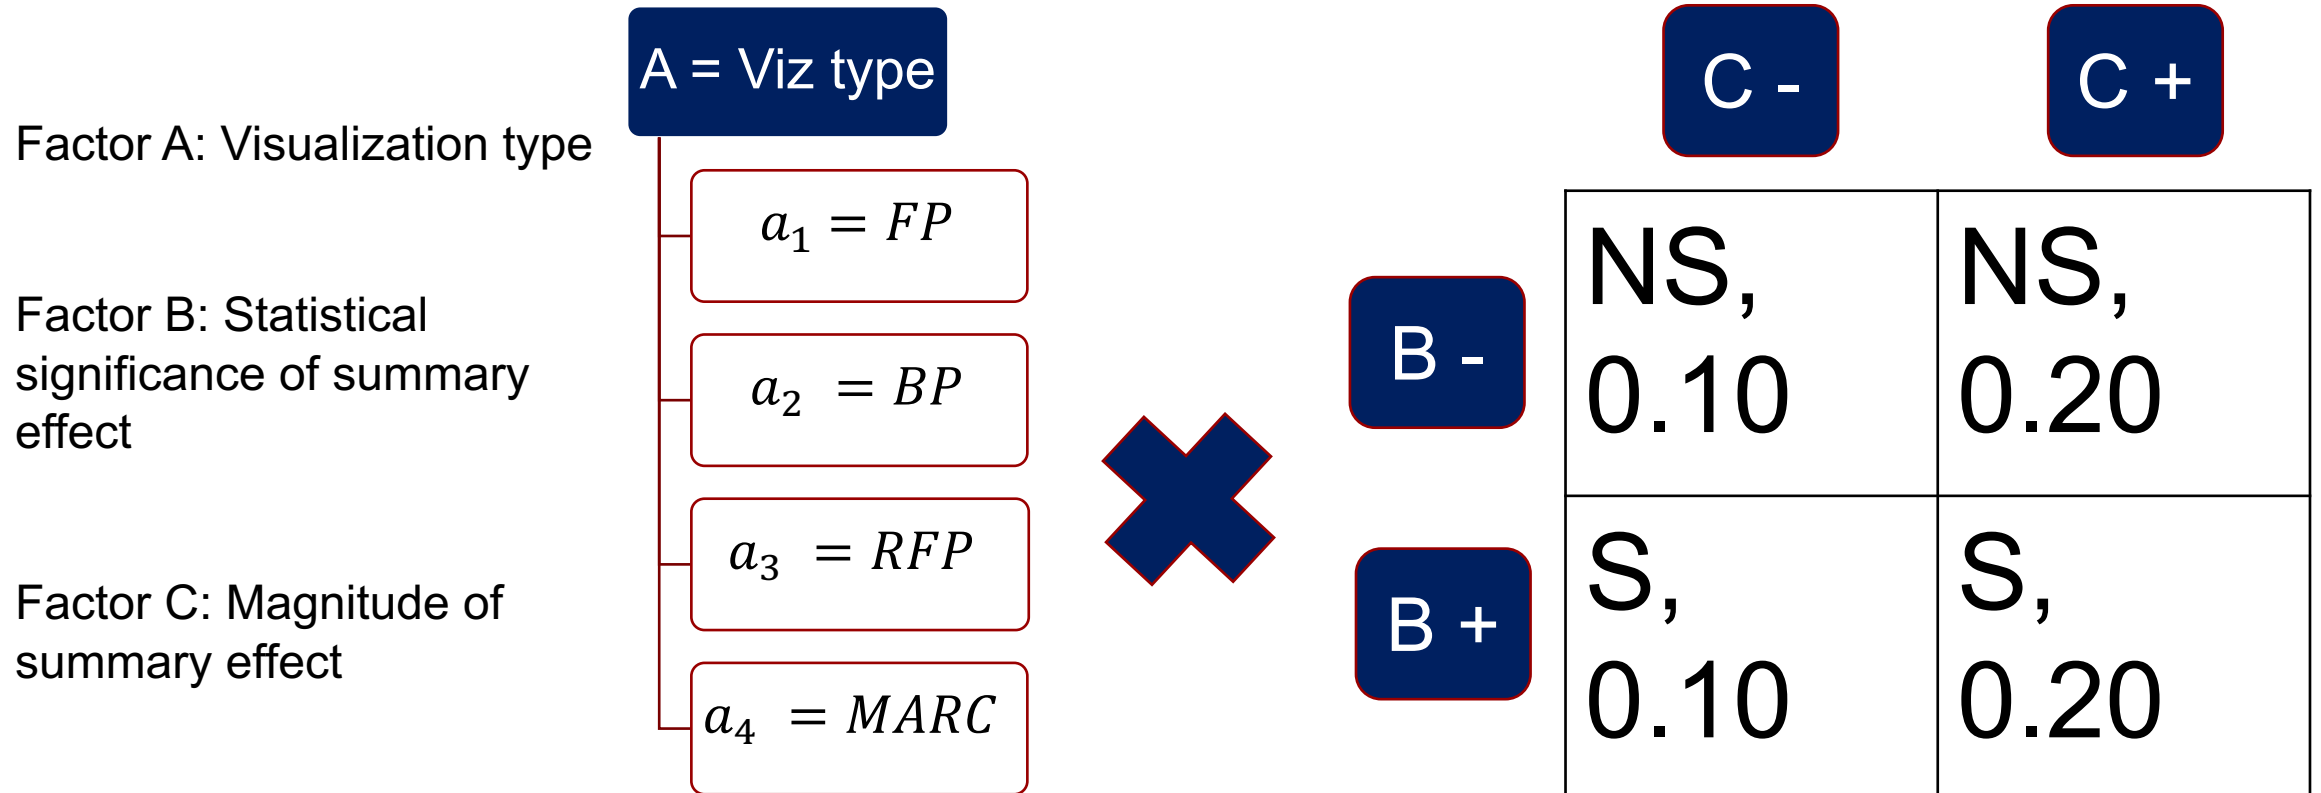 Factor A: Visualization type
Factor B: Statistical
significance of summary
effect
Factor C: Magnitude of
summary effect
A = Viz type
a₁ = FP
a₂ = BP
a₃ = RFP
a₄ = MARC
C -
C +
B -
NS,
0.10
NS,
0.20
B +
S,
0.10
S,
0.20